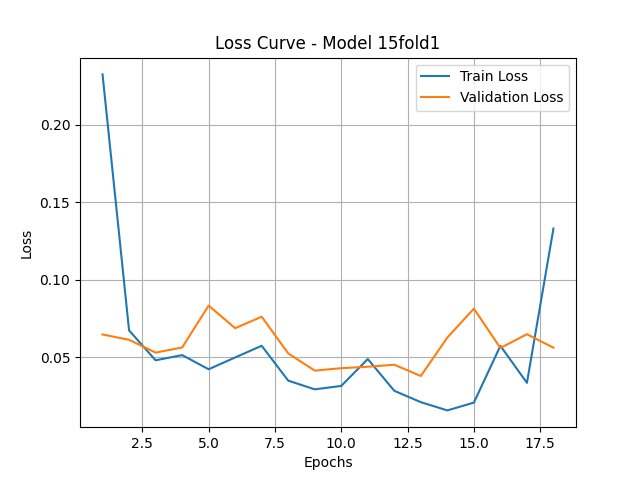 Loss Curve - Model 15fold1
Train Loss
Validation Loss
0.20
0.15
0.10
0.05
Loss
2.5 5.0 7.5 10.0 12.5 15.0 17.5
Epochs